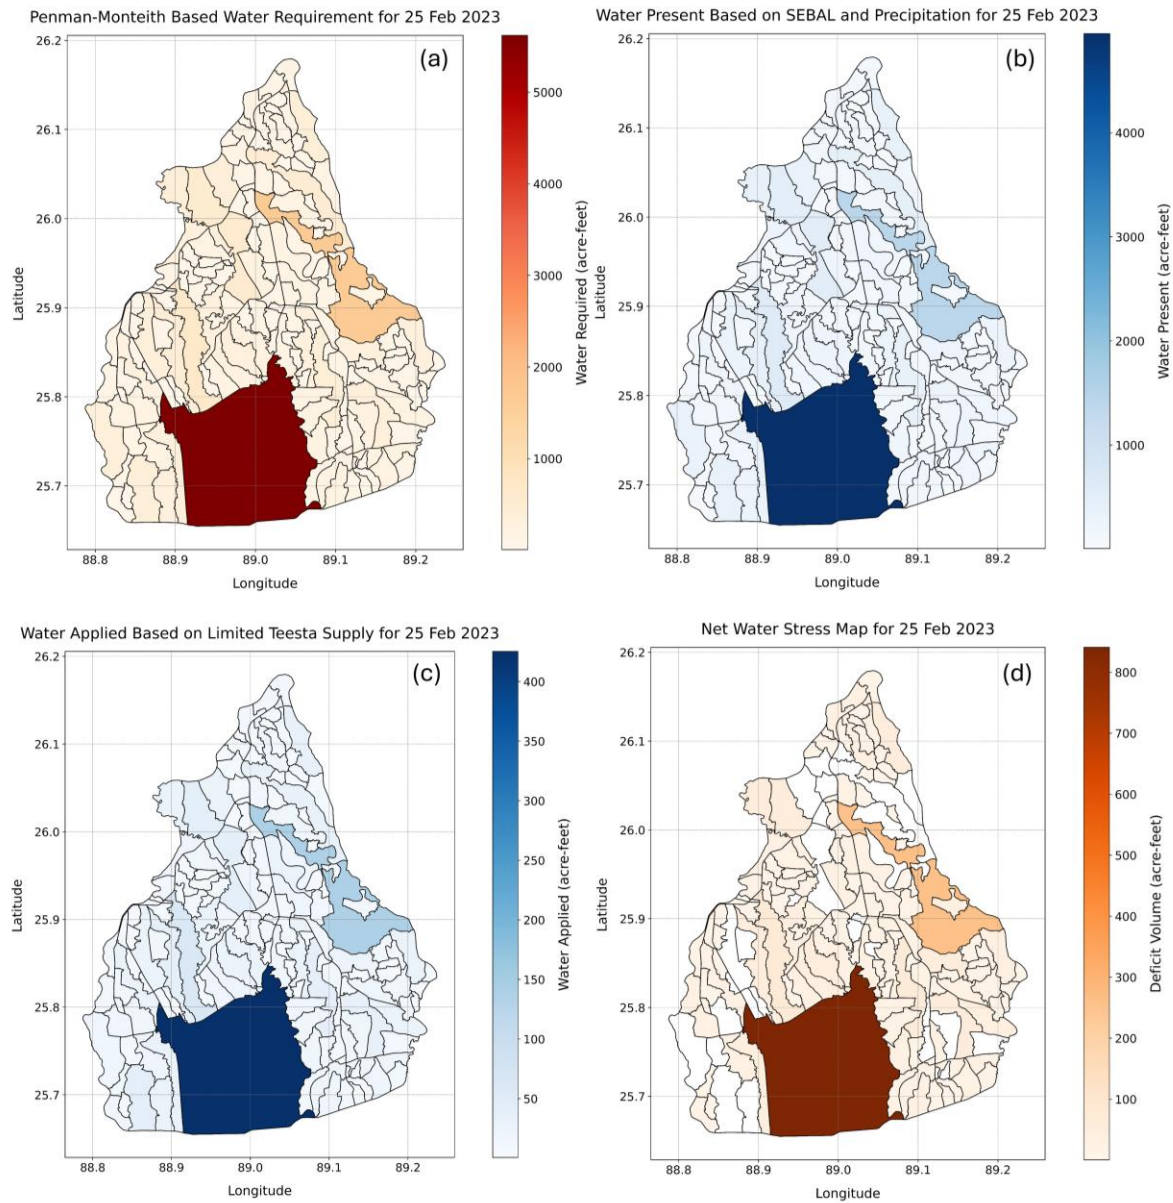 Penman-Monteith Based Water Requirement for 25 Feb 2023
(a)
26.2
26.1
26.0
25.9
25.8
25.7
Latitude
88.8 88.9 89.0 89.1 89.2
Longitude
5000
4000
3000
2000
1000
Water Required (acre-feet)
Water Present Based on SEBAL and Precipitation for 25 Feb 2023
(b)
26.2
26.1
26.0
25.9
25.8
25.7
Latitude
88.8 88.9 89.0 89.1 89.2
Longitude
4000
3000
2000
1000
Water Present (acre-feet)
Water Applied Based on Limited Teesta Supply for 25 Feb 2023
(c)
26.2
26.1
26.0
25.9
25.8
25.7
Latitude
88.8 88.9 89.0 89.1 89.2
Longitude
400
350
300
250
200
150
100
50
Water Applied (acre-feet)
Net Water Stress Map for 25 Feb 2023
(d)
26.2
26.1
26.0
25.9
25.8
25.7
Latitude
88.8 88.9 89.0 89.1 89.2
Longitude
800
700
600
500
400
300
200
100
Deficit Volume (acre-feet)